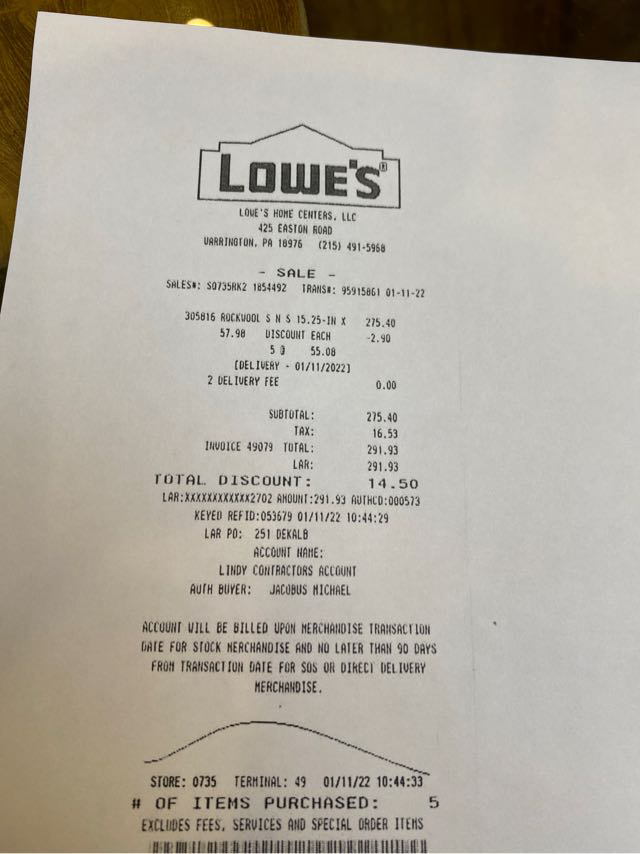 LOWE'S®
LOWE'S HOME CENTERS, LLC
425 EASTON ROAD
WARRINGTON, PA 18976 (215) 491-5968
- SALE -
SALES#: S0735RK2 1854492 TRANS#: 95915861 01-11-22
305816 ROCKWOOL S N S 15.25-IN X 275.40
57.98 DISCOUNT EACH -2.90
5 @ 55.08
[DELIVERY - 01/11/2022]
2 DELIVERY FEE 0.00
SUBTOTAL: 275.40
TAX: 16.53
INVOICE 49079 TOTAL: 291.93
LAR: 291.93
TOTAL DISCOUNT: 14.50
LAR:XXXXXXXXXXXX2702 AMOUNT:291.93 AUTHCD:000573
KEYED REFID:053679 01/11/22 10:44:29
LAR PO: 251 DEKALB
ACCOUNT NAME:
LINDY CONTRACTORS ACCOUNT
AUTH BUYER: JACOBUS MICHAEL
ACCOUNT WILL BE BILLED UPON MERCHANDISE TRANSACTION
DATE FOR STOCK MERCHANDISE AND NO LATER THAN 90 DAYS
FROM TRANSACTION DATE FOR SOS OR DIRECT DELIVERY
MERCHANDISE.
STORE: 0735 TERMINAL: 49 01/11/22 10:44:33
# OF ITEMS PURCHASED: 5
EXCLUDES FEES, SERVICES AND SPECIAL ORDER ITEMS